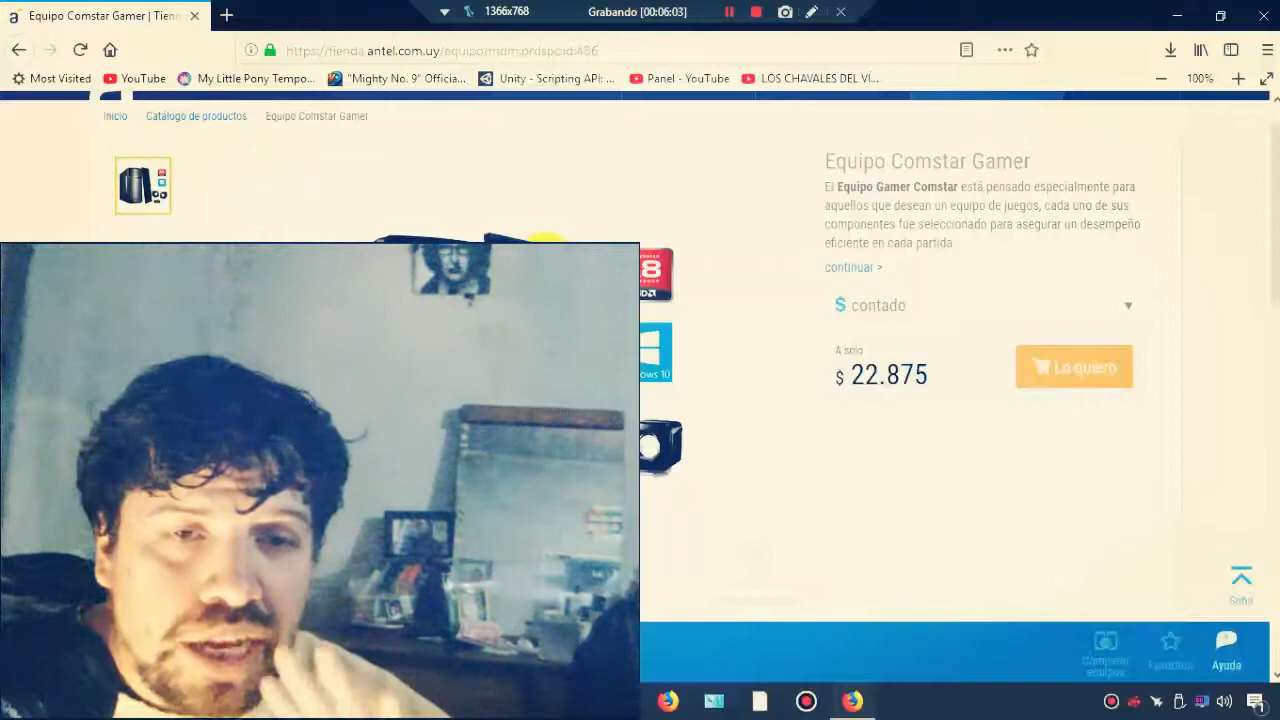 Equipo Comstar Gamer | Tien
1366x768
Grabando [00:06:03]
https://tienda.antel.com.uy/equipo/mdm:prdspcid:486
Most Visited
YouTube
My Little Pony Tempo...
"Mighty No. 9" Officia...
Unity - Scripting API: ...
Panel - YouTube
LOS CHAVALES DEL VÍ...
100%
Inicio
Catálogo de productos
Equipo Comstar Gamer
Equipo Comstar Gamer
El Equipo Gamer Comstar está pensado especialmente para
aquellos que desean un equipo de juegos, cada uno de sus
componentes fue seleccionado para asegurar un desempeño
eficiente en cada partida
continuar >
$ contado
A solo
$ 22.875
Lo quiero
8
ows 10
Subir
Comparar equipos
Favoritos
Ayuda